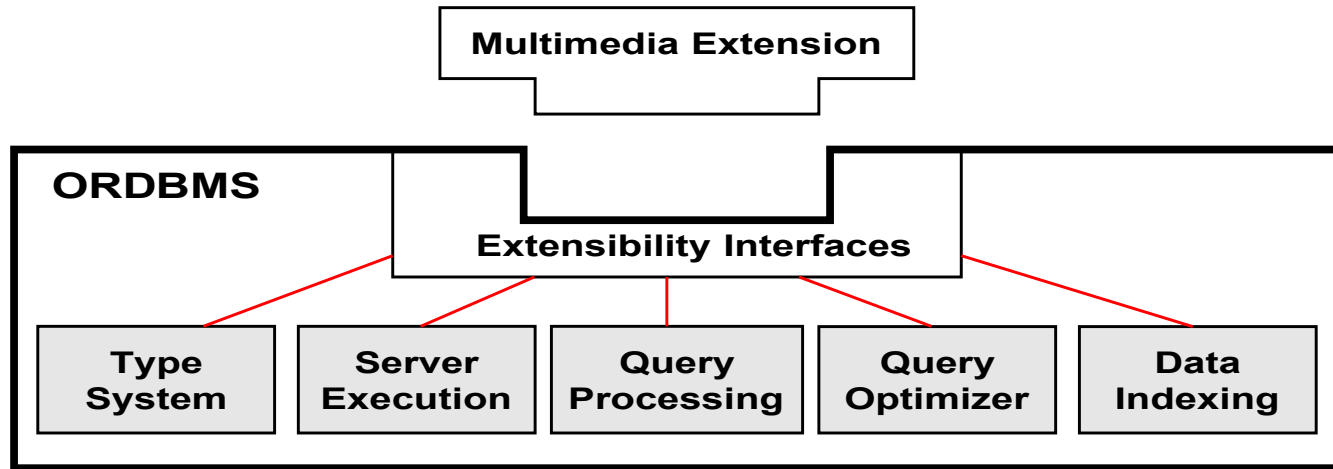 Multimedia Extension
ORDBMS
Extensibility Interfaces
Type
System
Server
Execution
Query
Processing
Query
Optimizer
Data
Indexing